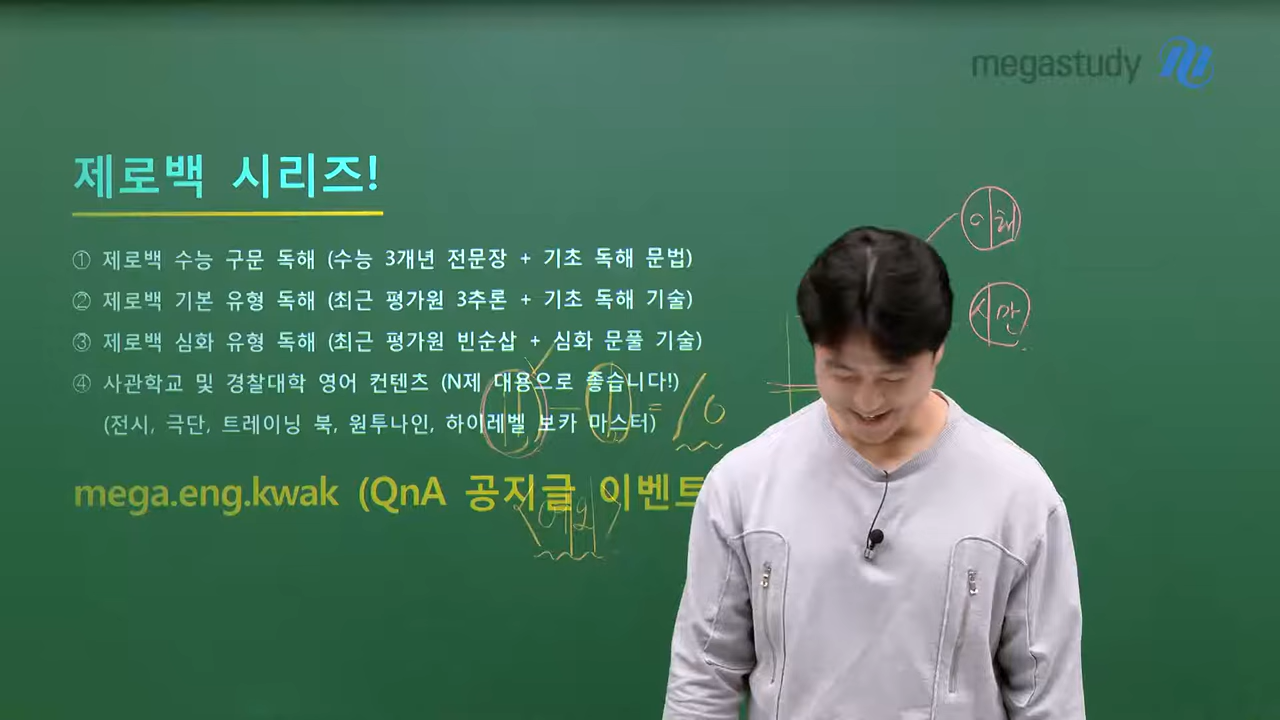 megastudy
제로백 시리즈!
① 제로백 수능 구문 독해 (수능 3개년 전문장 + 기초 독해 문법)
② 제로백 기본 유형 독해 (최근 평가원 3추론 + 기초 독해 기술)
③ 제로백 심화 유형 독해 (최근 평가원 빈순삽 + 심화 문풀 기술)
④ 사관학교 및 경찰대학 영어 컨텐츠 (N제 대용으로 좋습니다!)
(전시, 극단, 트레이닝 북, 원투나인, 하이레벨 보카 마스터)
mega.eng.kwak (QnA 공지글 이벤트
이해
시간